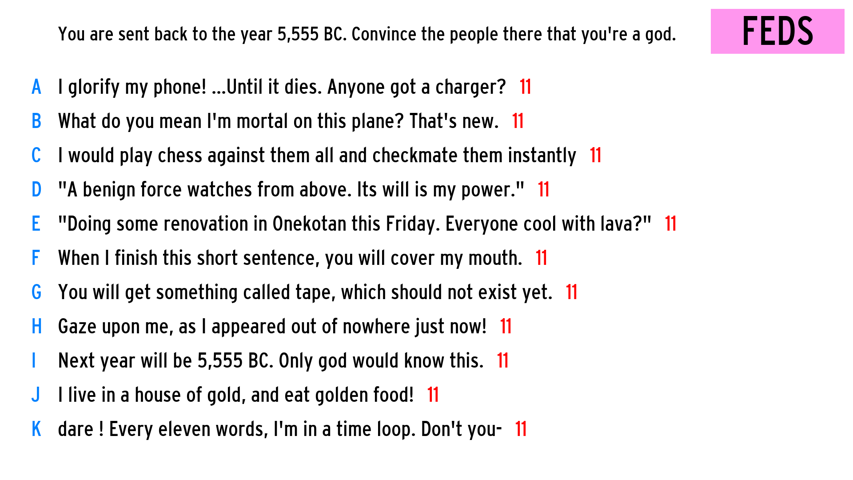 You are sent back to the year 5,555 BC. Convince the people there that you're a god.
FEDS
A I glorify my phone! ...Until it dies. Anyone got a charger? 11
B What do you mean I'm mortal on this plane? That's new. 11
C I would play chess against them all and checkmate them instantly 11
D "A benign force watches from above. Its will is my power." 11
E "Doing some renovation in Onekotan this Friday. Everyone cool with lava?" 11
F When I finish this short sentence, you will cover my mouth. 11
G You will get something called tape, which should not exist yet. 11
H Gaze upon me, as I appeared out of nowhere just now! 11
I Next year will be 5,555 BC. Only god would know this. 11
J I live in a house of gold, and eat golden food! 11
K dare ! Every eleven words, I'm in a time loop. Don't you- 11